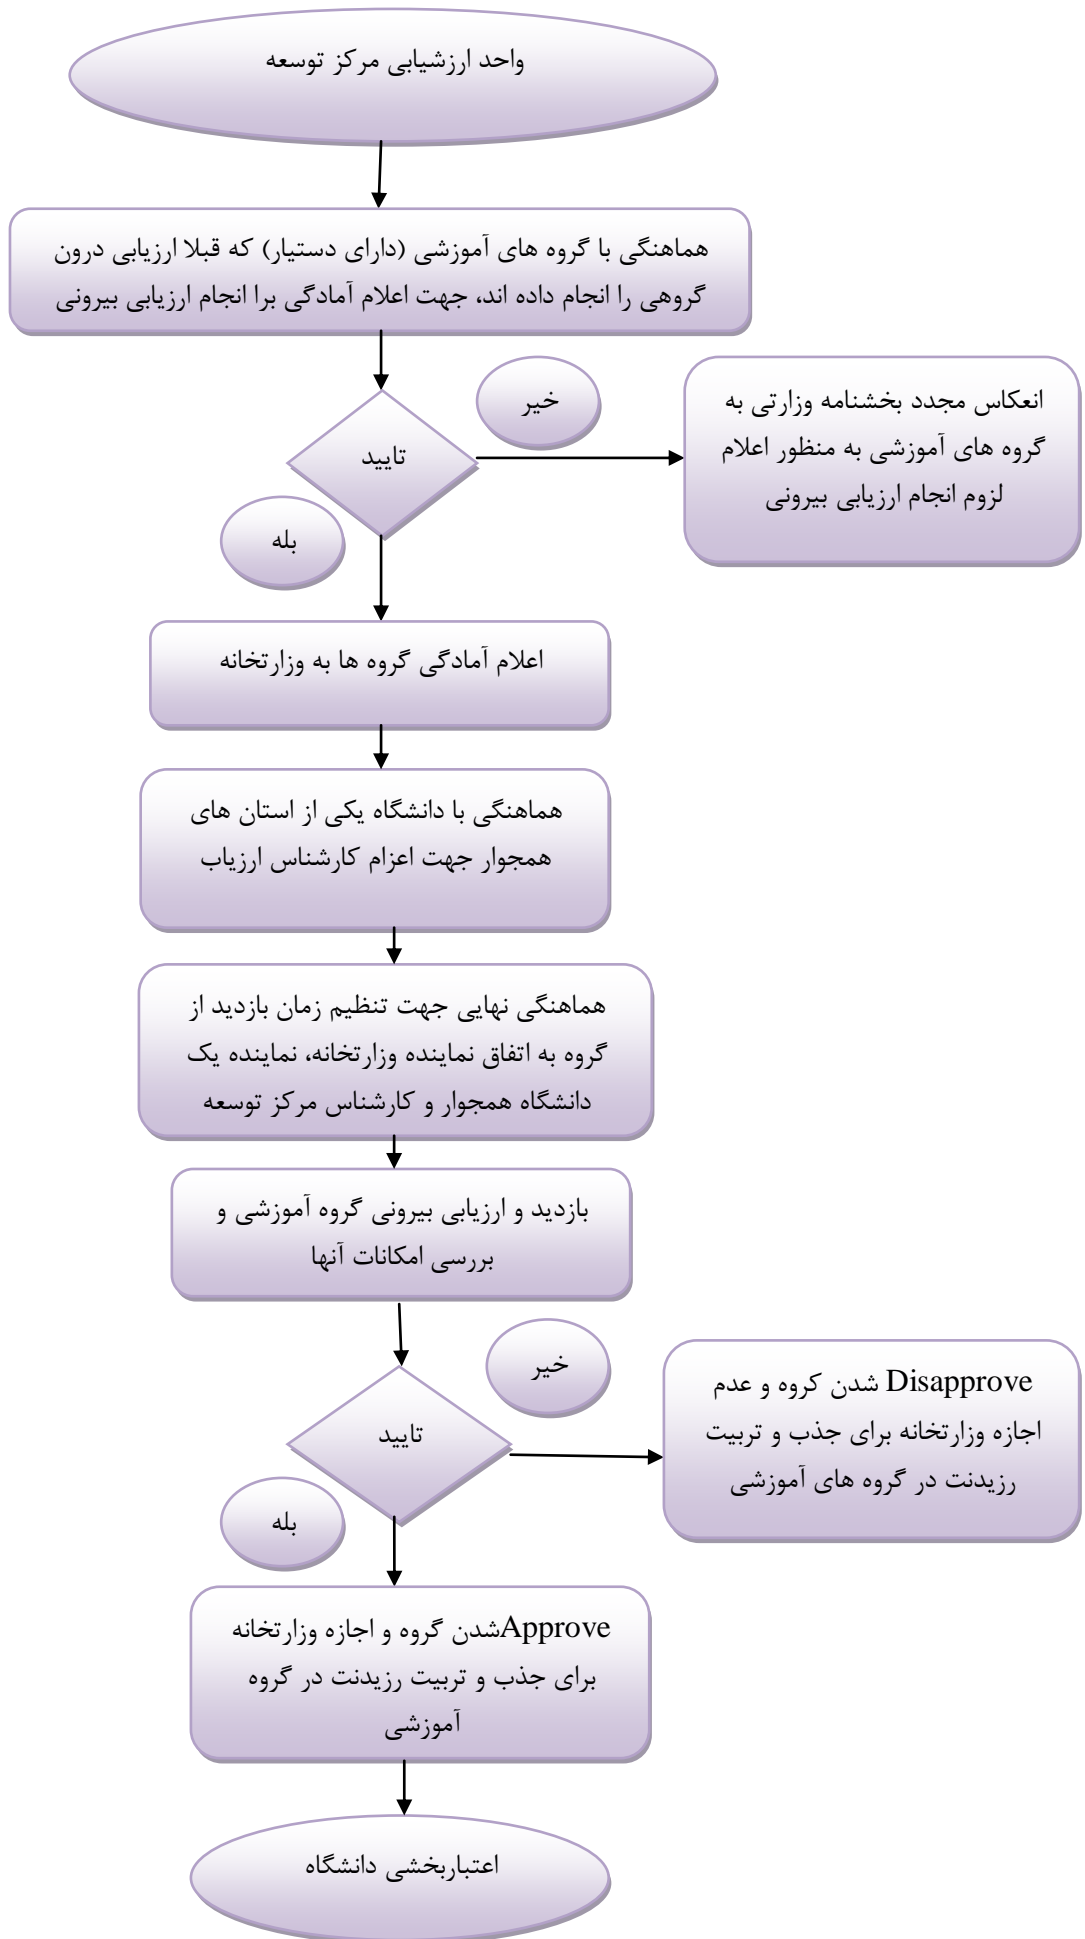 واحد ارزشیابی مرکز توسعه
هماهنگی با گروه های آموزشی (دارای دستیار) که قبلا ارزیابی درون
گروهی را انجام داده اند، جهت اعلام آمادگی برا انجام ارزیابی بیرونی
خیر
انعکاس مجدد بخشنامه وزارتی به
گروه های آموزشی به منظور اعلام
لزوم انجام ارزیابی بیرونی
تایید
بله
اعلام آمادگی گروه ها به وزارتخانه
هماهنگی با دانشگاه یکی از استان های
همجوار جهت اعزام کارشناس ارزیاب
هماهنگی نهایی جهت تنظیم زمان بازدید از
گروه به اتفاق نماینده وزارتخانه، نماینده یک
دانشگاه همجوار و کارشناس مرکز توسعه
بازدید و ارزیابی بیرونی گروه آموزشی و
بررسی امکانات آنها
خیر
Disapprove شدن کروه و عدم
اجازه وزارتخانه برای جذب و تربیت
رزیدنت در گروه های آموزشی
تایید
بله
Approveشدن گروه و اجازه وزارتخانه
برای جذب و تربیت رزیدنت در گروه
آموزشی
اعتباربخشی دانشگاه